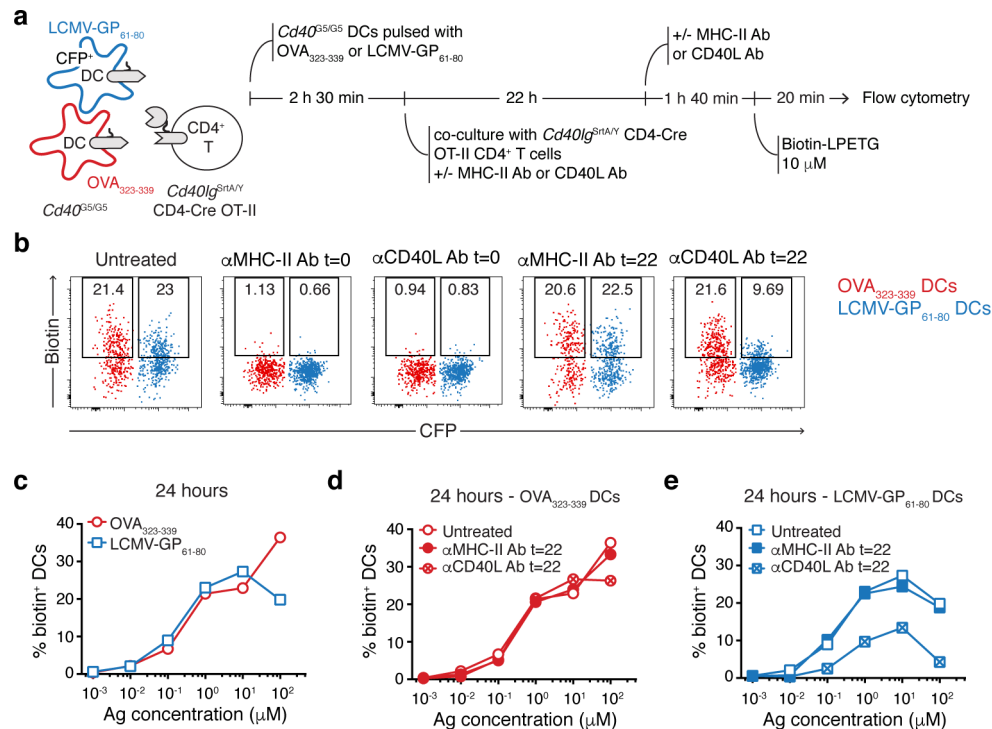 a
LCMV-GP61-80
CFP+
DC
DC
CD4+
T
OVA323-339
Cd40G5/G5
Cd40lgSrtA/Y
CD4-Cre OT-II
Cd40G5/G5 DCs pulsed with
OVA323-339 or LCMV-GP61-80
+/- MHC-II Ab
or CD40L Ab
2 h 30 min
22 h
1 h 40 min
20 min
Flow cytometry
co-culture with Cd40lgSrtA/Y CD4-Cre
OT-II CD4+ T cells
+/- MHC-II Ab or CD40L Ab
Biotin-LPETG
10 μM
b
Untreated
αMHC-II Ab t=0
αCD40L Ab t=0
αMHC-II Ab t=22
αCD40L Ab t=22
21.4 23
1.13 0.66
0.94 0.83
20.6 22.5
21.6 9.69
OVA323-339 DCs
LCMV-GP61-80 DCs
Biotin
CFP
c
24 hours
OVA323-339
LCMV-GP61-80
% biotin+ DCs
40
30
20
10
0
10-3 10-2 10-1 100 101 102
Ag concentration (μM)
d
24 hours - OVA323-339 DCs
Untreated
αMHC-II Ab t=22
αCD40L Ab t=22
% biotin+ DCs
40
30
20
10
0
10-3 10-2 10-1 100 101 102
Ag concentration (μM)
e
24 hours - LCMV-GP61-80 DCs
Untreated
αMHC-II Ab t=22
αCD40L Ab t=22
% biotin+ DCs
40
30
20
10
0
10-3 10-2 10-1 100 101 102
Ag concentration (μM)